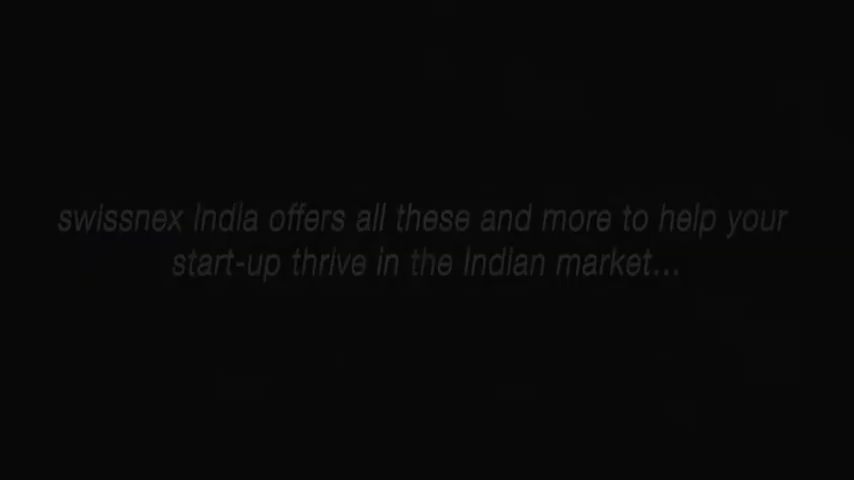 swissnex India offers all these and more to help your
start-up thrive in the Indian market...